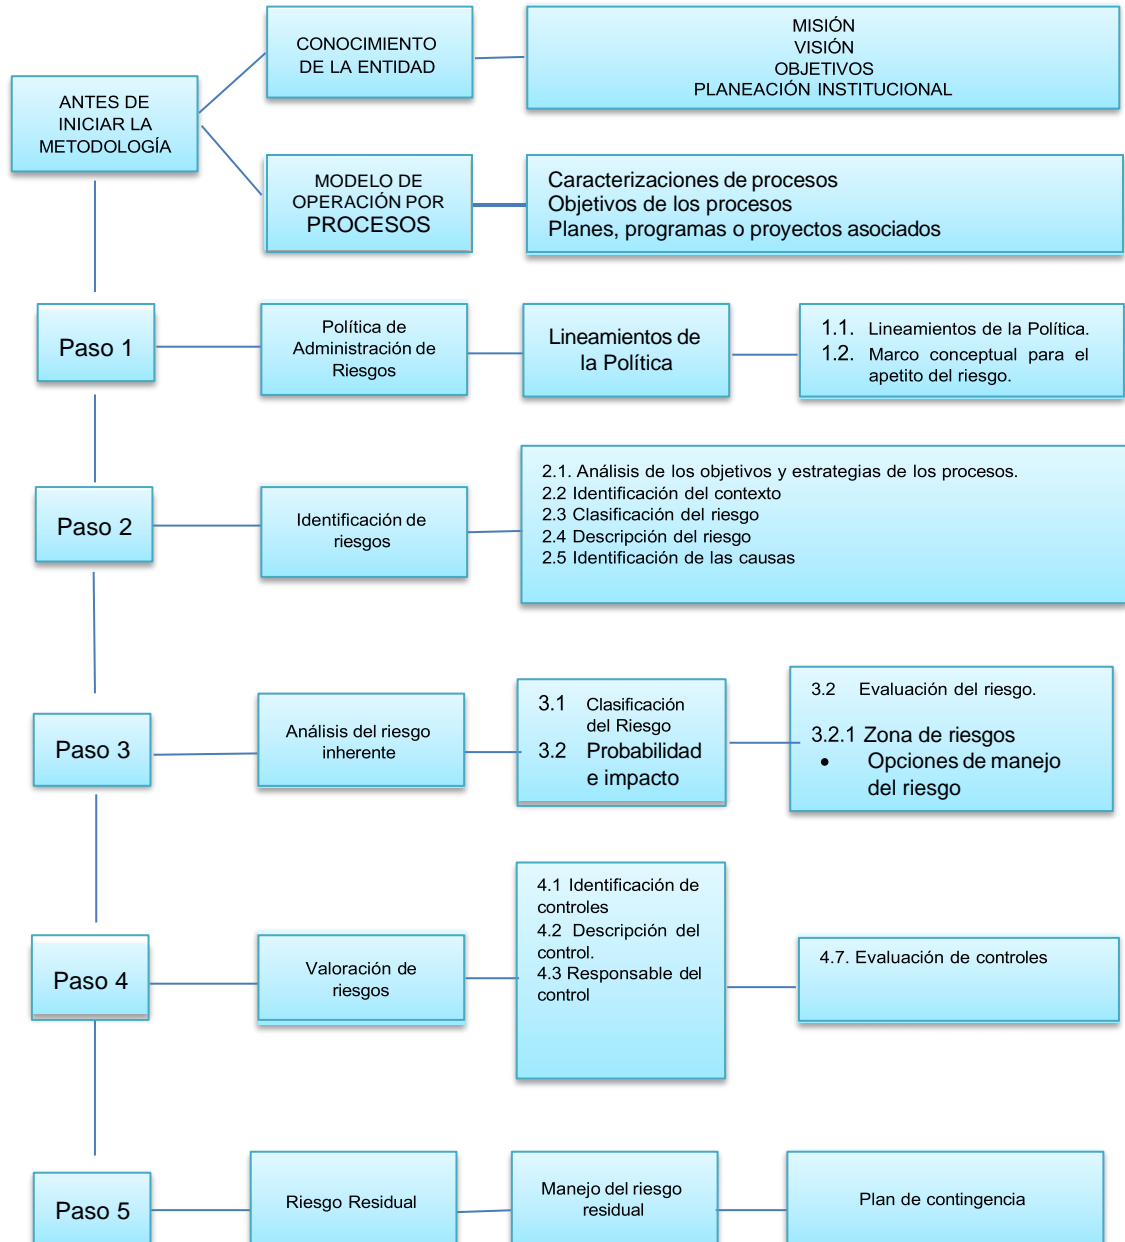 ANTES DE
INICIAR LA
METODOLOGÍA
CONOCIMIENTO
DE LA ENTIDAD
MISIÓN
VISIÓN
OBJETIVOS
PLANEACIÓN INSTITUCIONAL
MODELO DE
OPERACIÓN POR
PROCESOS
Caracterizaciones de procesos
Objetivos de los procesos
Planes, programas o proyectos asociados
Paso 1
Política de
Administración de
Riesgos
Lineamientos de
la Política
1.1. Lineamientos de la Política.
1.2. Marco conceptual para el
apetito del riesgo.
Paso 2
Identificación de
riesgos
2.1. Análisis de los objetivos y estrategias de los procesos.
2.2 Identificación del contexto
2.3 Clasificación del riesgo
2.4 Descripción del riesgo
2.5 Identificación de las causas
Paso 3
Análisis del riesgo
inherente
3.1 Clasificación
del Riesgo
3.2 Probabilidad
e impacto
3.2 Evaluación del riesgo.
3.2.1 Zona de riesgos
• Opciones de manejo
del riesgo
Paso 4
Valoración de
riesgos
4.1 Identificación de
controles
4.2 Descripción del
control.
4.3 Responsable del
control
4.7. Evaluación de controles
Paso 5
Riesgo Residual
Manejo del riesgo
residual
Plan de contingencia